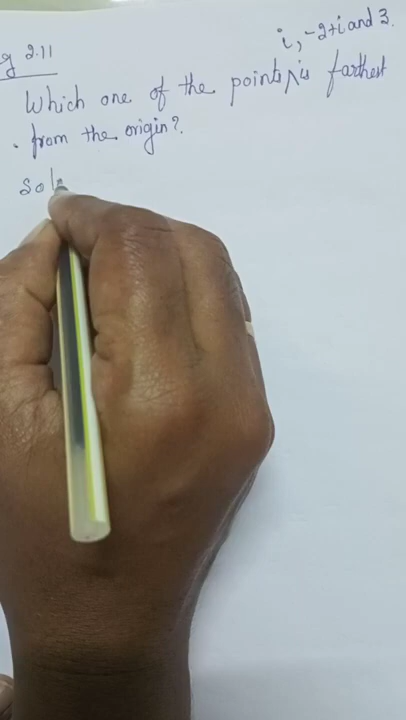 g 2.11
i, -2+i and 3.
Which one of the points ∧ is farthest
from the origin?
Sol